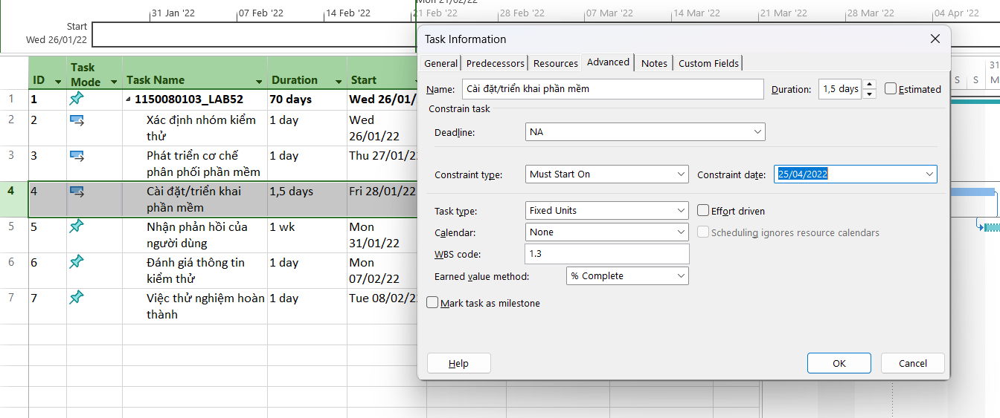 Mon 21/02/22
31 Jan '22 07 Feb '22 14 Feb '22 21 Feb '22 28 Feb '22 07 Mar '22 14 Mar '22 21 Mar '22 28 Mar '22 04 Apr '22
Start
Wed 26/01/22
ID Task Mode Task Name Duration Start
1 1 1150080103_LAB52 70 days Wed 26/01/
2 2 Xác định nhóm kiểm 1 day Wed
thử 26/01/22
3 3 Phát triển cơ chế 1 day Thu 27/01/22
phân phối phần mềm
4 4 Cài đặt/triển khai 1,5 days Fri 28/01/22
phần mềm
5 5 Nhận phản hồi của 1 wk Mon
người dùng 31/01/22
6 6 Đánh giá thông tin 1 day Mon
kiểm thử 07/02/22
7 7 Việc thử nghiệm hoàn 1 day Tue 08/02/22
thành
Task Information
General Predecessors Resources Advanced Notes Custom Fields
Name: Cài đặt/triển khai phần mềm Duration: 1,5 days Estimated
Constrain task
Deadline: NA
Constraint type: Must Start On Constraint date: 25/04/2022
Task type: Fixed Units Effort driven
Calendar: None Scheduling ignores resource calendars
WBS code: 1.3
Earned value method: % Complete
Mark task as milestone
Help OK Cancel
31
S S M